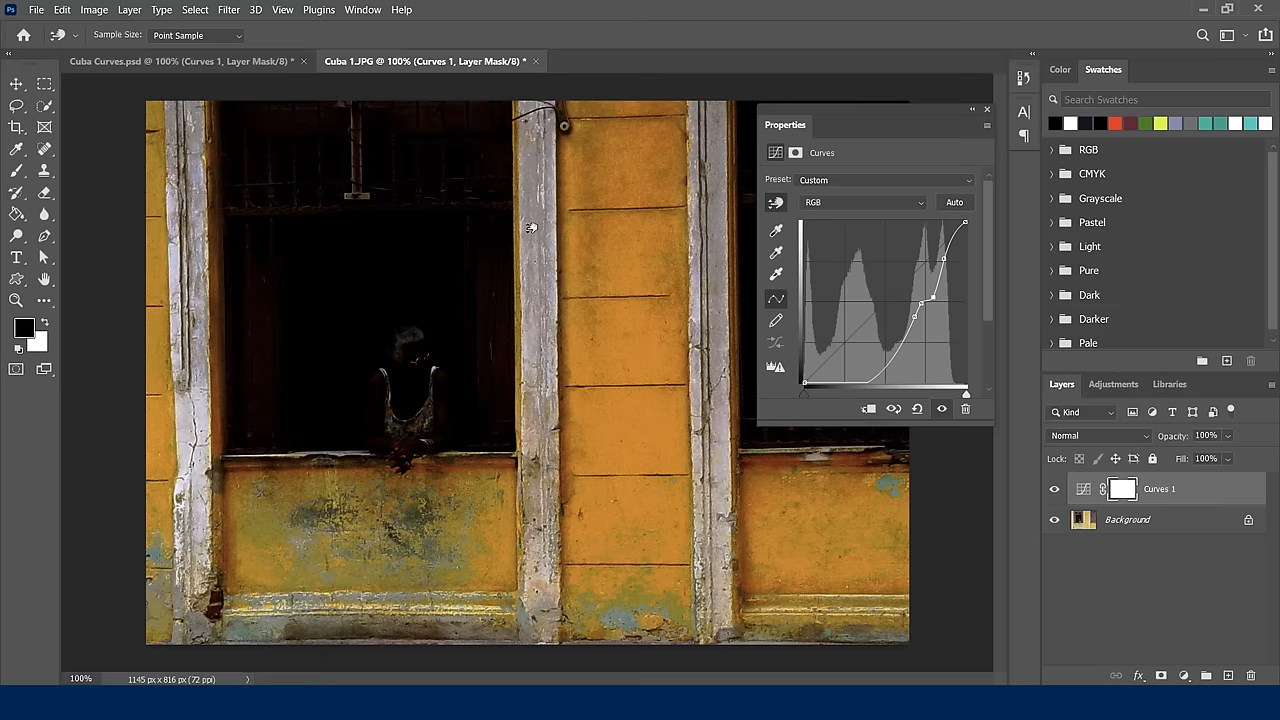 Ps File Edit Image Layer Type Select Filter 3D View Plugins Window Help
Sample Size: Point Sample
Cuba Curves.psd @ 100% (Curves 1, Layer Mask/8) * Cuba 1.JPG @ 100% (Curves 1, Layer Mask/8) *
Properties
Curves
Preset: Custom
RGB Auto
Color Swatches
Search Swatches
RGB
CMYK
Grayscale
Pastel
Light
Pure
Dark
Darker
Pale
Layers Adjustments Libraries
Kind
Normal Opacity: 100%
Lock: Fill: 100%
Curves 1
Background
fx
100% 1145 px x 816 px (72 ppi)